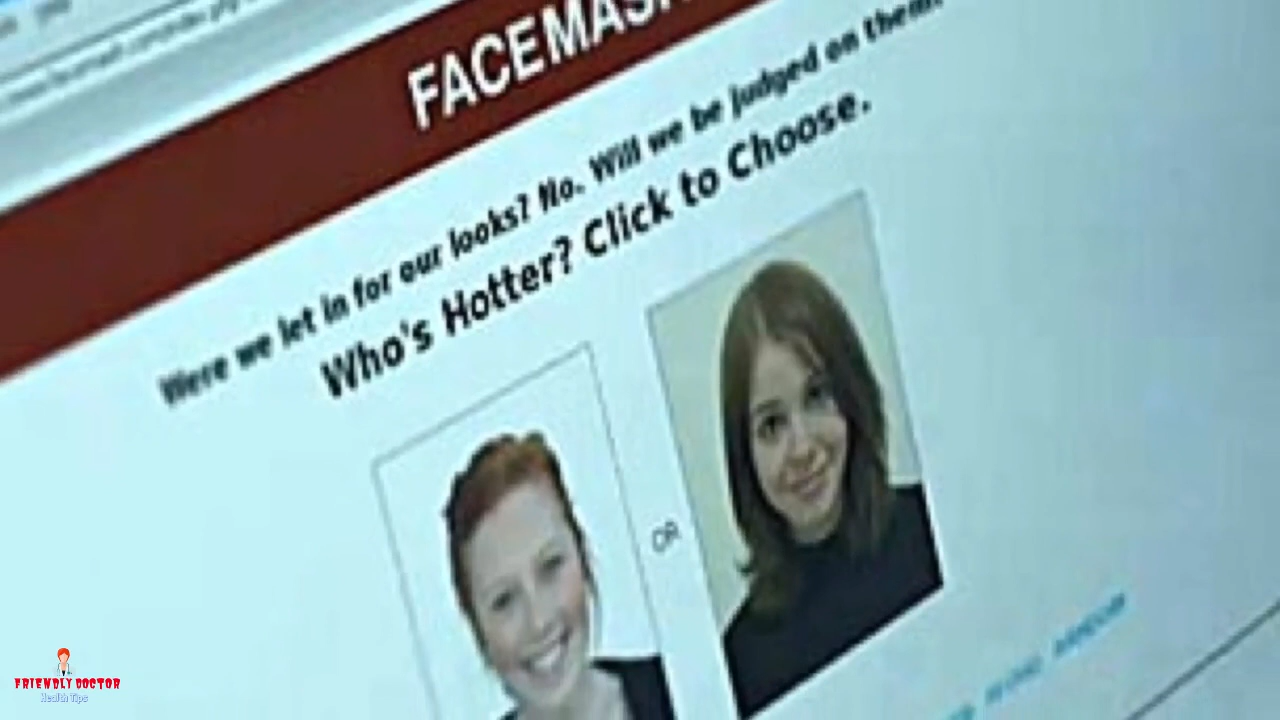 FACEMASH
Were we let in for our looks? No. Will we be judged on them?
Who's Hotter? Click to Choose.
OR
FRIENDLY DOCTOR
Health Tips